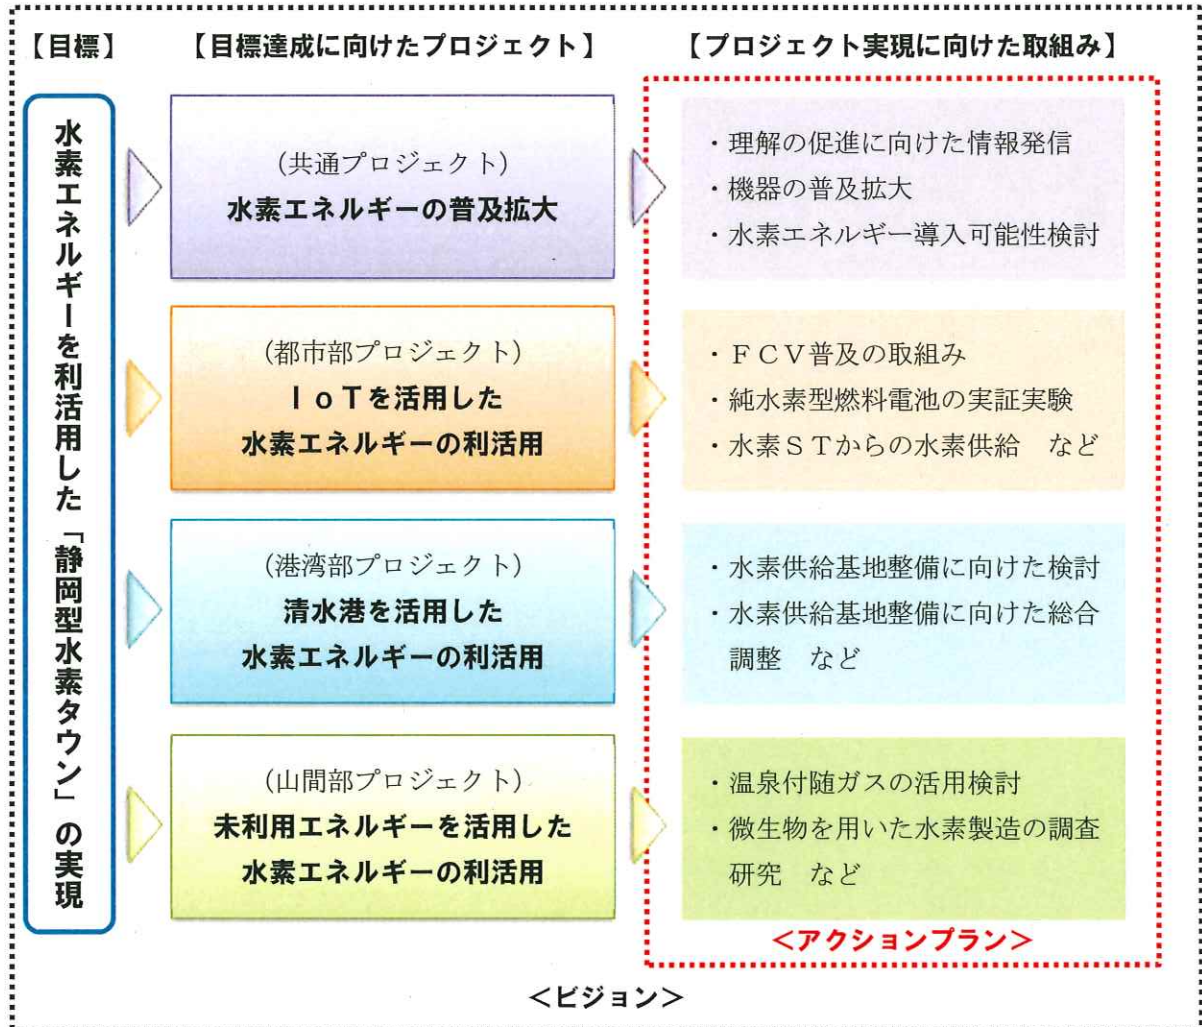 【目標】
【目標達成に向けたプロジェクト】
【プロジェクト実現に向けた取組み】
水素エネルギーを利活用した「静岡型水素タウン」の実現
(共通プロジェクト)
水素エネルギーの普及拡大
・理解の促進に向けた情報発信
・機器の普及拡大
・水素エネルギー導入可能性検討
(都市部プロジェクト)
IoTを活用した
水素エネルギーの利活用
・ＦＣＶ普及の取組み
・純水素型燃料電池の実証実験
・水素ＳＴからの水素供給　など
(港湾部プロジェクト)
清水港を活用した
水素エネルギーの利活用
・水素供給基地整備に向けた検討
・水素供給基地整備に向けた総合
調整　など
(山間部プロジェクト)
未利用エネルギーを活用した
水素エネルギーの利活用
・温泉付随ガスの活用検討
・微生物を用いた水素製造の調査
研究　など
＜アクションプラン＞
＜ビジョン＞